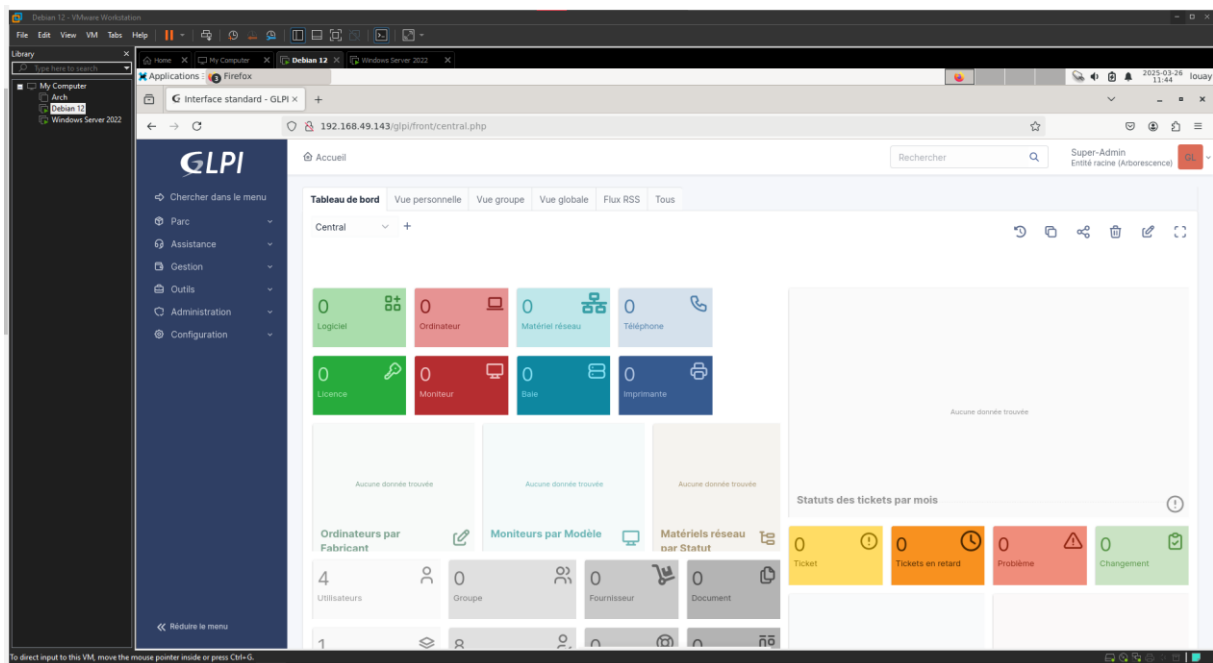 Debian 12 - VMware Workstation
File Edit View VM Tabs Help
Library
Type here to search
My Computer
Arch
Debian 12
Windows Server 2022
Home My Computer Debian 12 Windows Server 2022
Applications Firefox
2025-03-26
11:44
louay
Interface standard - GLPI
192.168.49.143/glpi/front/central.php
GLPI
Accueil
Rechercher
Super-Admin
Entité racine (Arborescence)
GL
Chercher dans le menu
Parc
Assistance
Gestion
Outils
Administration
Configuration
Réduire le menu
Tableau de bord Vue personnelle Vue groupe Vue globale Flux RSS Tous
Central
0 Logiciel
0 Ordinateur
0 Matériel réseau
0 Téléphone
0 Licence
0 Moniteur
0 Baie
0 Imprimante
Aucune donnée trouvée
Statuts des tickets par mois
Aucune donnée trouvée
Ordinateurs par
Fabricant
Aucune donnée trouvée
Moniteurs par Modèle
Aucune donnée trouvée
Matériels réseau
par Statut
0 Ticket
0 Tickets en retard
0 Problème
0 Changement
4 Utilisateurs
0 Groupe
0 Fournisseur
0 Document
1 8 0 0
To direct input to this VM, move the mouse pointer inside or press Ctrl+G.